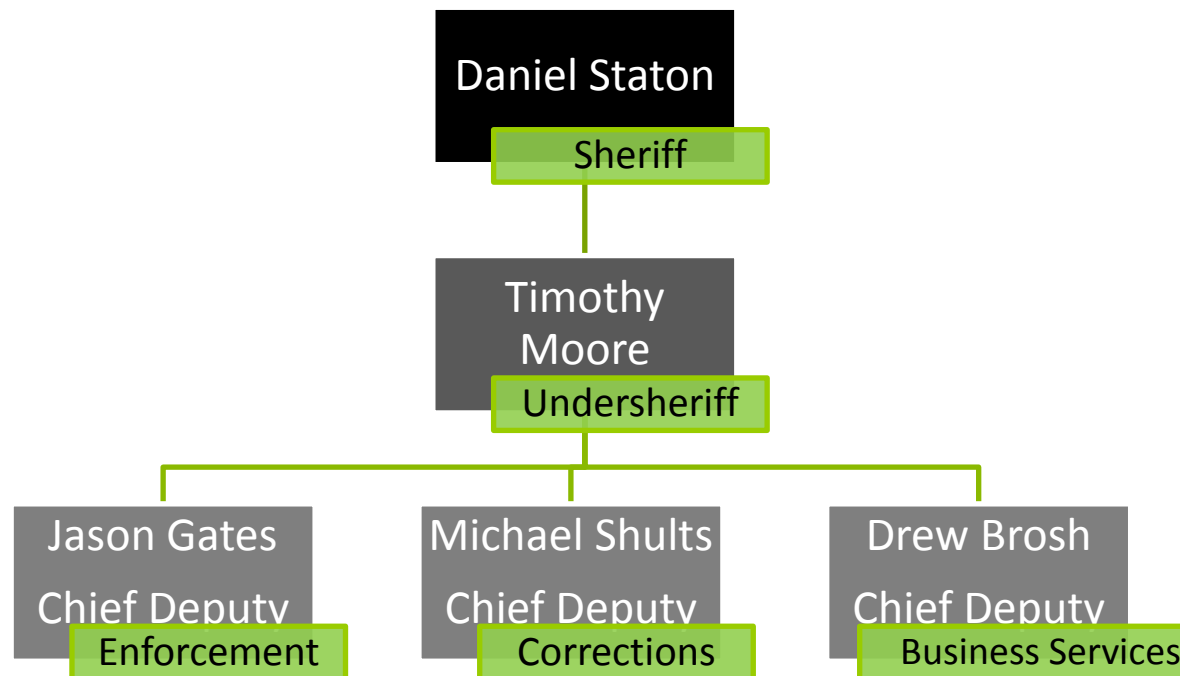 Daniel Staton
Sheriff
Timothy
Moore
Undersheriff
Jason Gates
Chief Deputy
Enforcement
Michael Shults
Chief Deputy
Corrections
Drew Brosh
Chief Deputy
Business Services